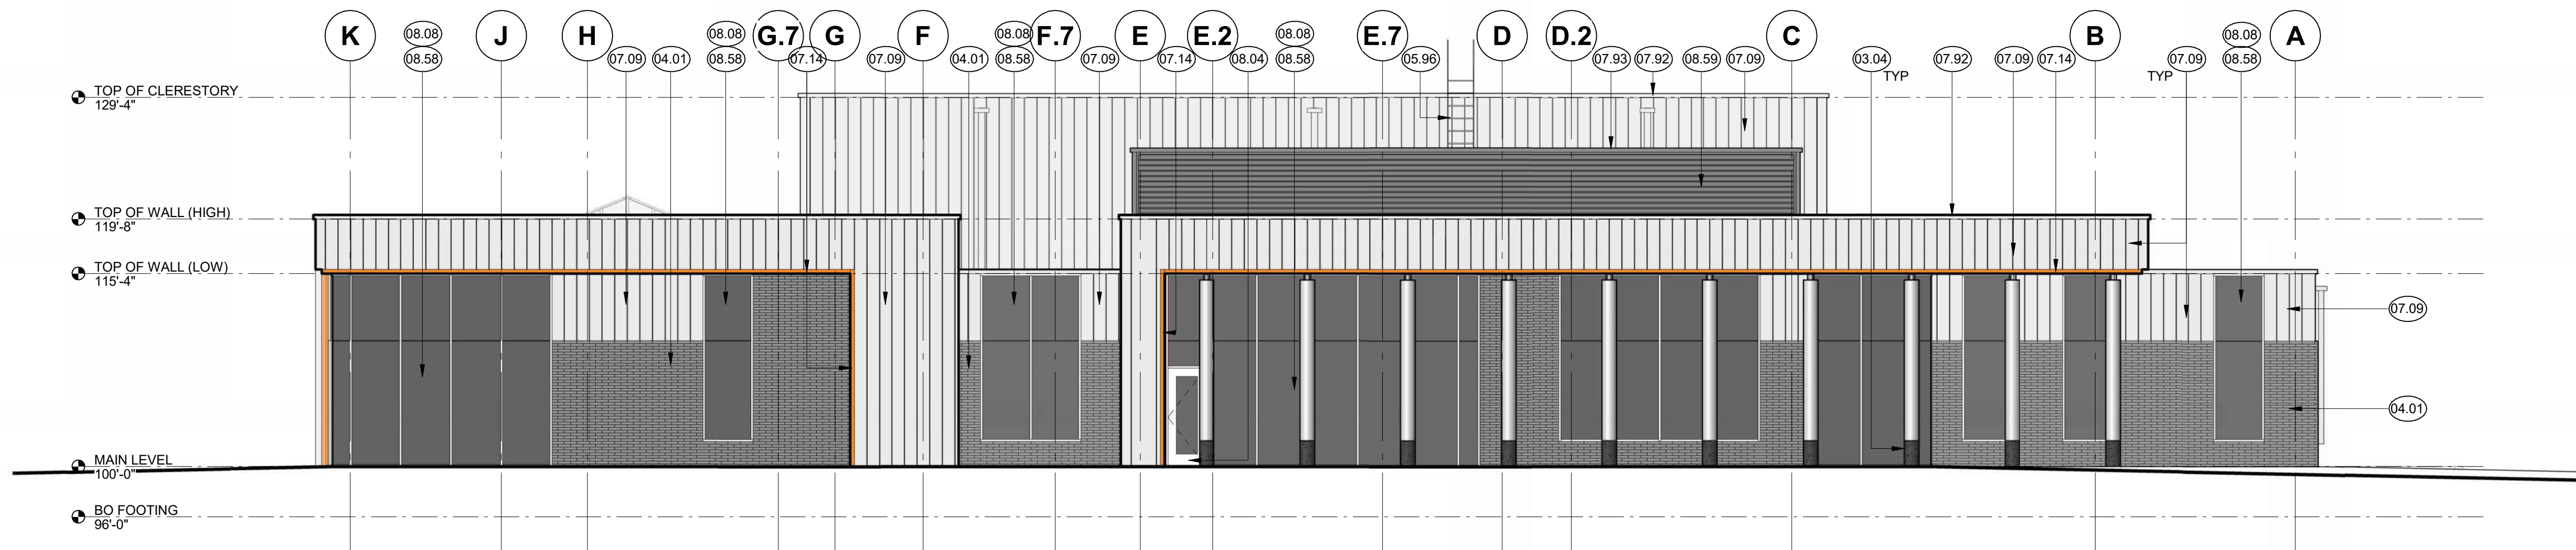 K J H G.7 G F F.7 E E.2 E.7 D D.2 C B A
08.08 08.08 08.08 08.08 08.08
08.58 07.09 04.01 08.58 07.14 07.09 04.01 08.58 07.09 07.14 08.04 08.58 05.96 07.93 07.92 08.59 07.09 03.04 07.92 07.09 07.14 07.09 08.58
TYP TYP
TOP OF CLERESTORY
129'-4"
TOP OF WALL (HIGH)
119'-8"
TOP OF WALL (LOW)
115'-4"
07.09
04.01
MAIN LEVEL
100'-0"
BO FOOTING
96'-0"